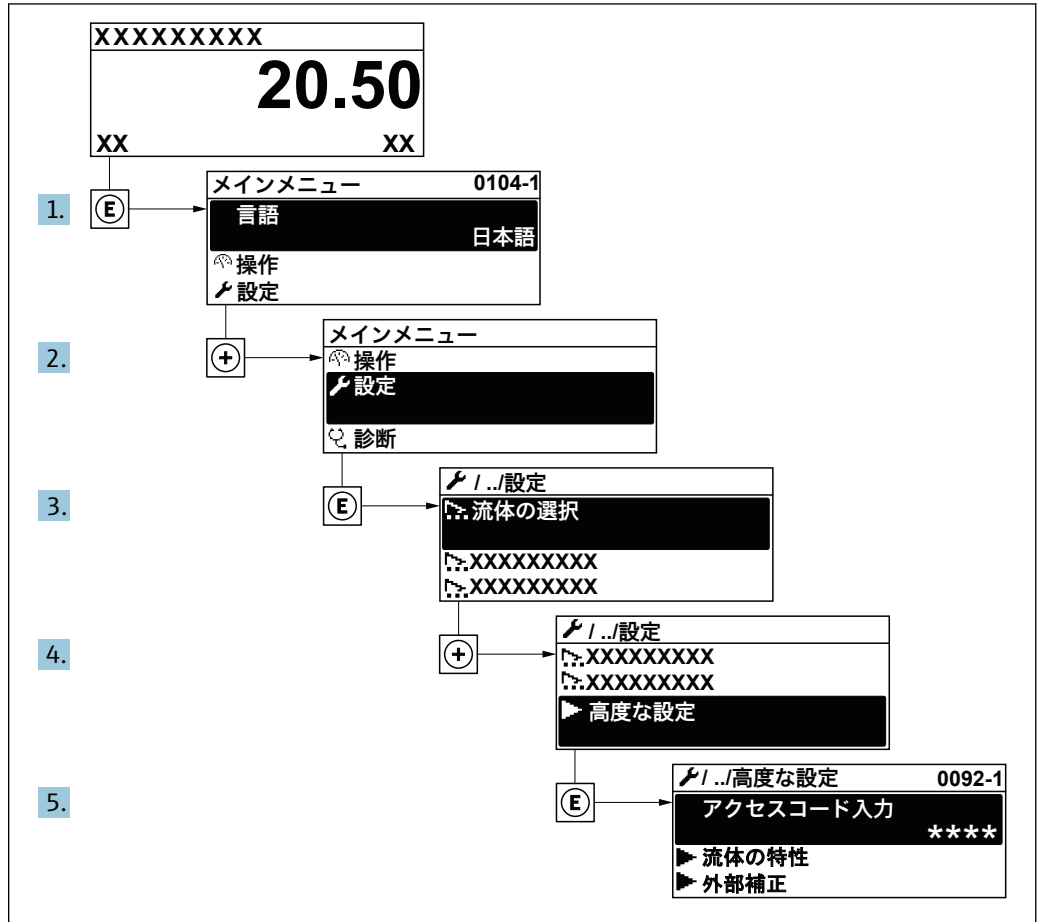 XXXXXXXXX
20.50
XX XX
1. E メインメニュー 0104-1
言語
日本語
操作
設定
2. + メインメニュー
操作
設定
診断
3. E / ../設定
流体の選択
XXXXXXXXX
XXXXXXXXX
4. + / ../設定
XXXXXXXXX
XXXXXXXXX
高度な設定
5. E / ../高度な設定 0092-1
アクセスコード入力
****
流体の特性
外部補正